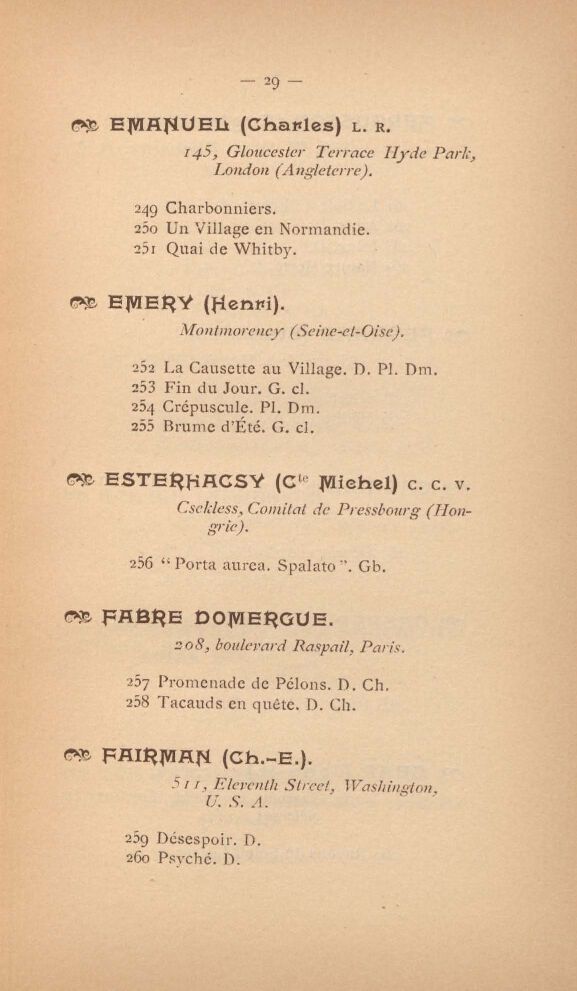 — 29 —
EMANUEL (Charles) L. R.
145, Gloucester Terrace Hyde Park,
London (Angleterre).
249 Charbonniers.
250 Un Village en Normandie.
251 Quai de Whitby.
EMERY (Henri).
Montmorency (Seine-et-Oise).
252 La Causette au Village. D. Pl. Dm.
253 Fin du Jour. G. cl.
254 Crépuscule. Pl. Dm.
255 Brume d'Été. G. cl.
ESTERHACSY (Cte Michel) C. C. V.
Csekless, Comitat de Pressbourg (Hon-
grie).
256 “ Porta aurea. Spalato ”. Gb.
FABRE DOMERGUE.
208, boulevard Raspail, Paris.
257 Promenade de Pélons. D. Ch.
258 Tacauds en quête. D. Ch.
FAIRMAN (Ch.-E.).
511, Eleventh Street, Washington,
U. S. A.
259 Désespoir. D.
260 Psyché. D.